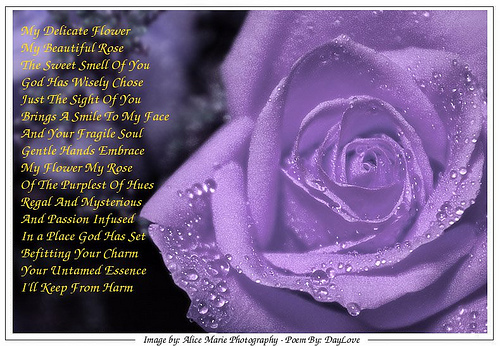 My Delicate Flower
My Beautiful Rose
The Sweet Smell Of You
God Has Wisely Chose
Just The Sight Of You
Brings A Smile To My Face
And Your Fragile Soul
Gentle Hands Embrace
My Flower My Rose
Of The Purplest Of Hues
Regal And Mysterious
And Passion Infused
In a Place God Has Set
Befitting Your Charm
Your Untamed Essence
I'll Keep From Harm
Image by: Alice Marie Photography - Poem By: DayLove